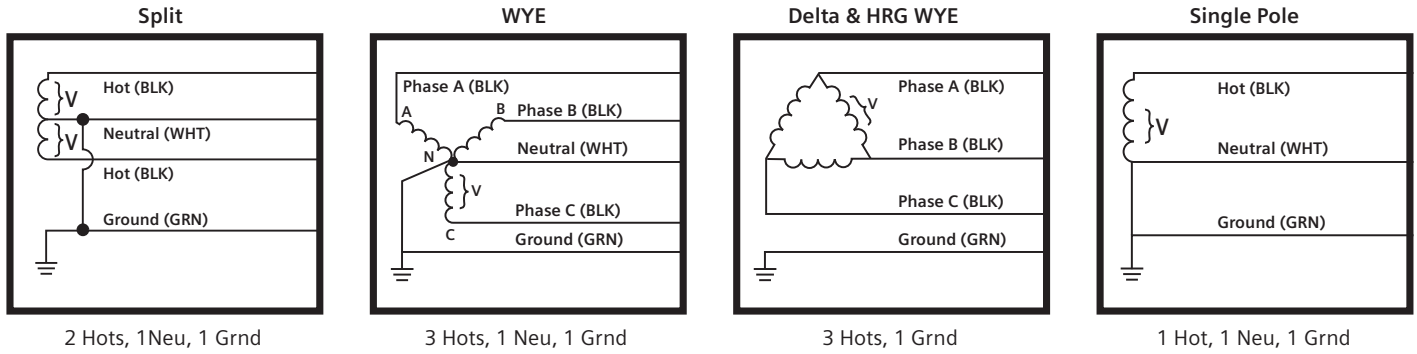 Split
Hot (BLK)
V
Neutral (WHT)
V
Hot (BLK)
Ground (GRN)
2 Hots, 1Neu, 1 Grnd
WYE
Phase A (BLK)
A
B
Phase B (BLK)
N
Neutral (WHT)
V
Phase C (BLK)
C
Ground (GRN)
3 Hots, 1 Neu, 1 Grnd
Delta & HRG WYE
Phase A (BLK)
V
Phase B (BLK)
Phase C (BLK)
Ground (GRN)
3 Hots, 1 Grnd
Single Pole
Hot (BLK)
V
Neutral (WHT)
Ground (GRN)
1 Hot, 1 Neu, 1 Grnd